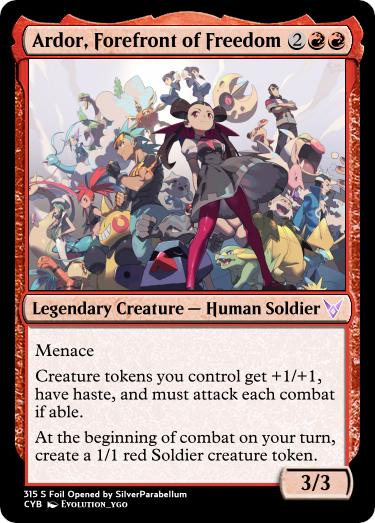 Ardor, Forefront of Freedom 2
Legendary Creature — Human Soldier
Menace
Creature tokens you control get +1/+1,
have haste, and must attack each combat
if able.
At the beginning of combat on your turn,
create a 1/1 red Soldier creature token.
3/3
315 S Foil Opened by SilverParabellum
CYB Evolution_ygo